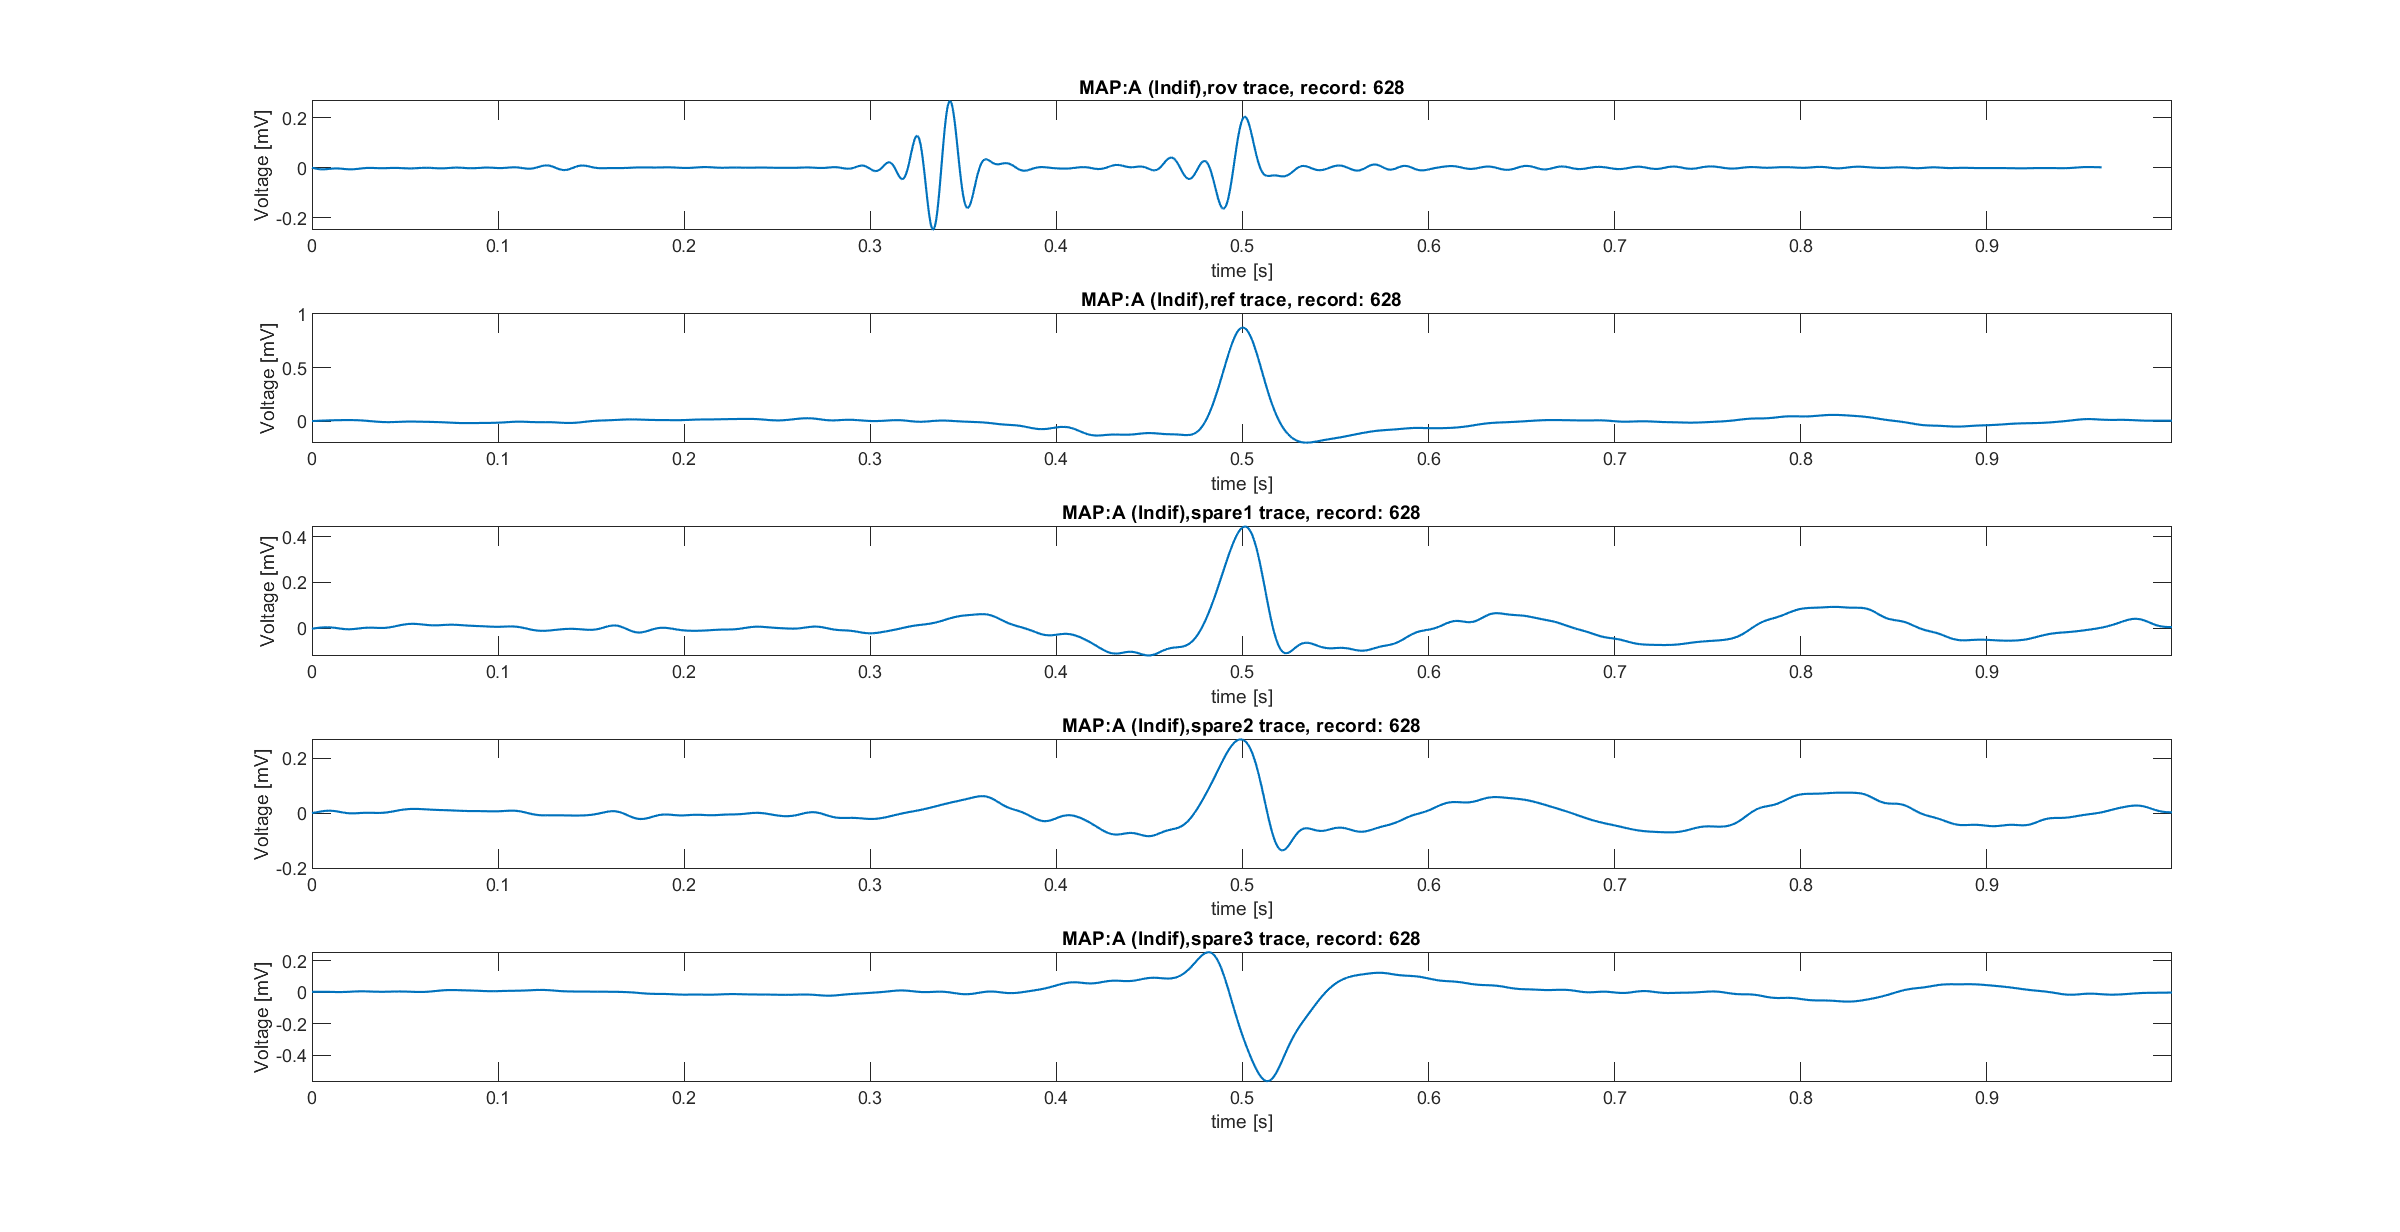 MAP:A (Indif),rov trace, record: 628
Voltage [mV]
0.2
0
-0.2
0 0.1 0.2 0.3 0.4 0.5 0.6 0.7 0.8 0.9
time [s]
MAP:A (Indif),ref trace, record: 628
Voltage [mV]
1
0.5
0
0 0.1 0.2 0.3 0.4 0.5 0.6 0.7 0.8 0.9
time [s]
MAP:A (Indif),spare1 trace, record: 628
Voltage [mV]
0.4
0.2
0
0 0.1 0.2 0.3 0.4 0.5 0.6 0.7 0.8 0.9
time [s]
MAP:A (Indif),spare2 trace, record: 628
Voltage [mV]
0.2
0
-0.2
0 0.1 0.2 0.3 0.4 0.5 0.6 0.7 0.8 0.9
time [s]
MAP:A (Indif),spare3 trace, record: 628
Voltage [mV]
0.2
0
-0.2
-0.4
0 0.1 0.2 0.3 0.4 0.5 0.6 0.7 0.8 0.9
time [s]